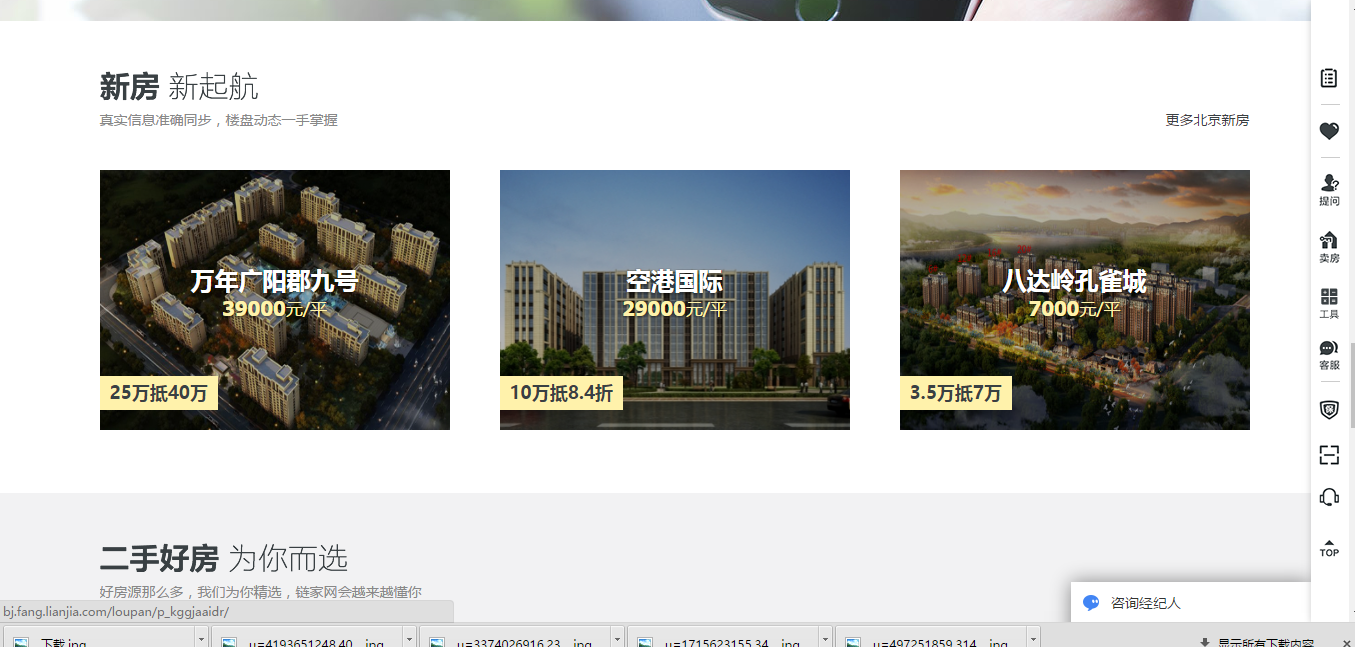 新房 新起航
真实信息准确同步，楼盘动态一手掌握
更多北京新房
万年广阳郡九号
39000元/平
25万抵40万
空港国际
29000元/平
10万抵8.4折
八达岭孔雀城
7000元/平
3.5万抵7万
二手好房 为你而选
好房源那么多，我们为你精选，链家网会越来越懂你
提问
卖房
工具
客服
TOP
咨询经纪人
bj.fang.lianjia.com/loupan/p_kggjaaidr/
下载.jpg
u=4193651248,40....jpg
u=3374026916,23....jpg
u=1715623155,34....jpg
u=497251859,314....jpg
显示所有下载内容